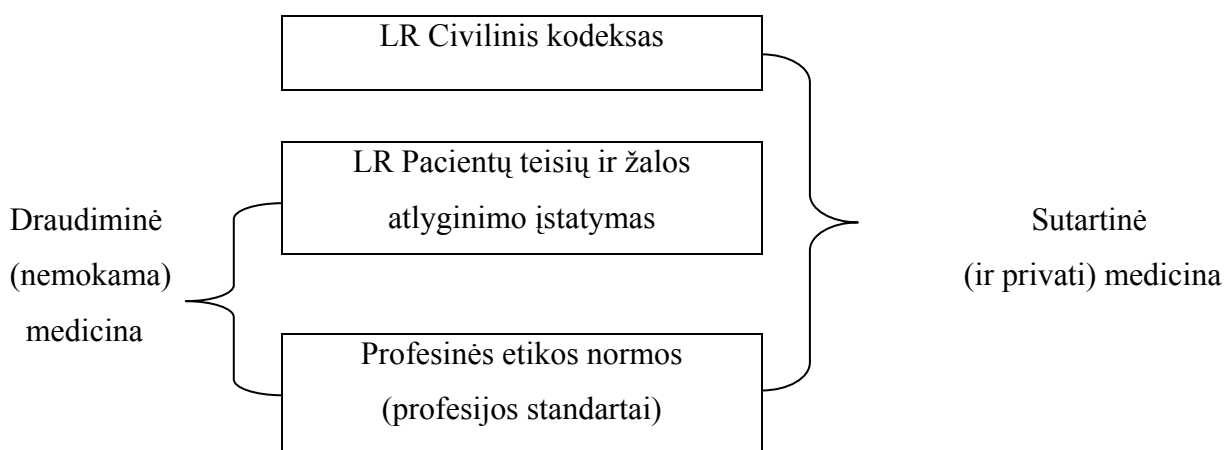 LR Civilinis kodeksas
LR Pacientų teisių ir žalos
atlyginimo įstatymas
Draudiminė
(nemokama)
medicina
Sutartinė
(ir privati) medicina
Profesinės etikos normos
(profesijos standartai)